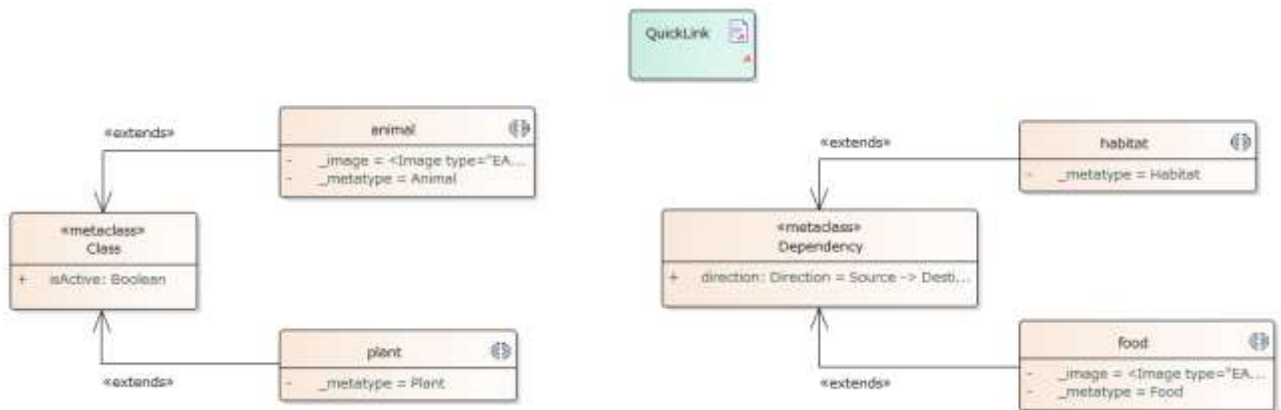 QuickLink
«extends»
animal
- _image = <Image type="EA...
- _metatype = Animal
«metaclass»
Class
+ isActive: Boolean
plant
- _metatype = Plant
«extends»
«extends»
habitat
- _metatype = Habitat
«metaclass»
Dependency
+ direction: Direction = Source -> Desti...
food
- _image = <Image type="EA...
- _metatype = Food
«extends»